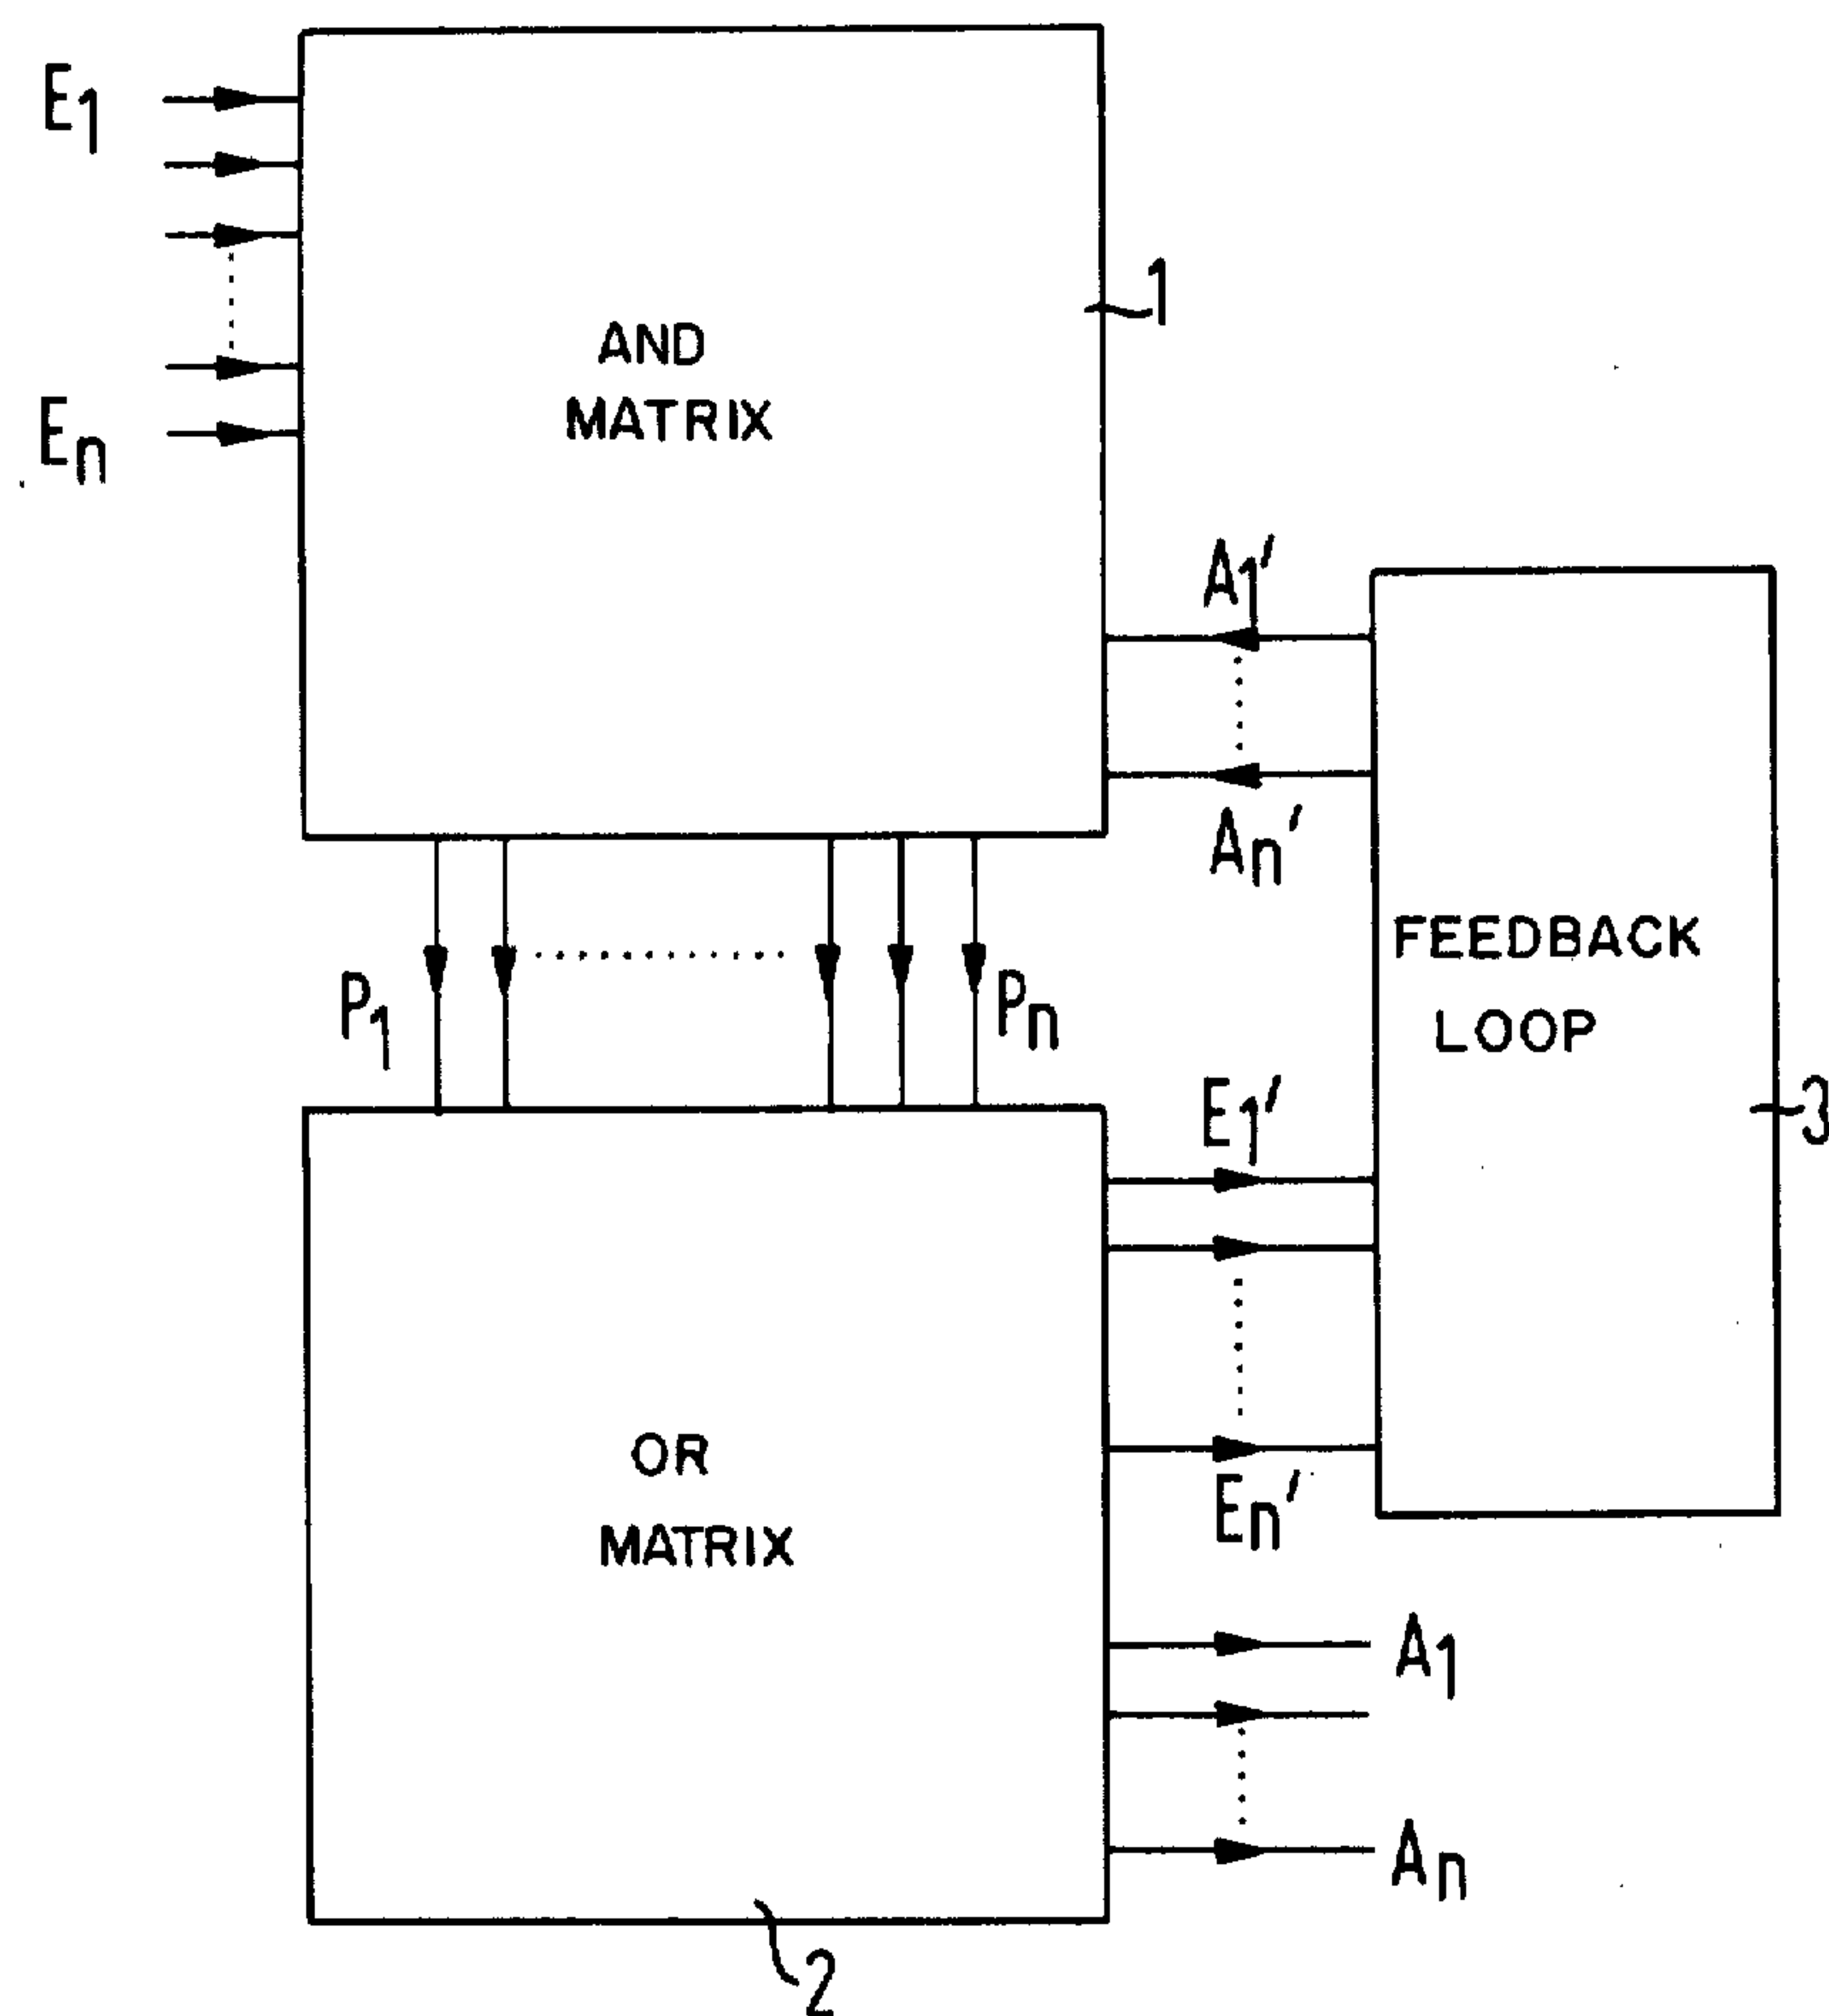 E1
En
AND
MATRIX
1
A1'
An'
P1
Pn
FEEDBACK
LOOP
3
E1'
En'
OR
MATRIX
A1
An
2